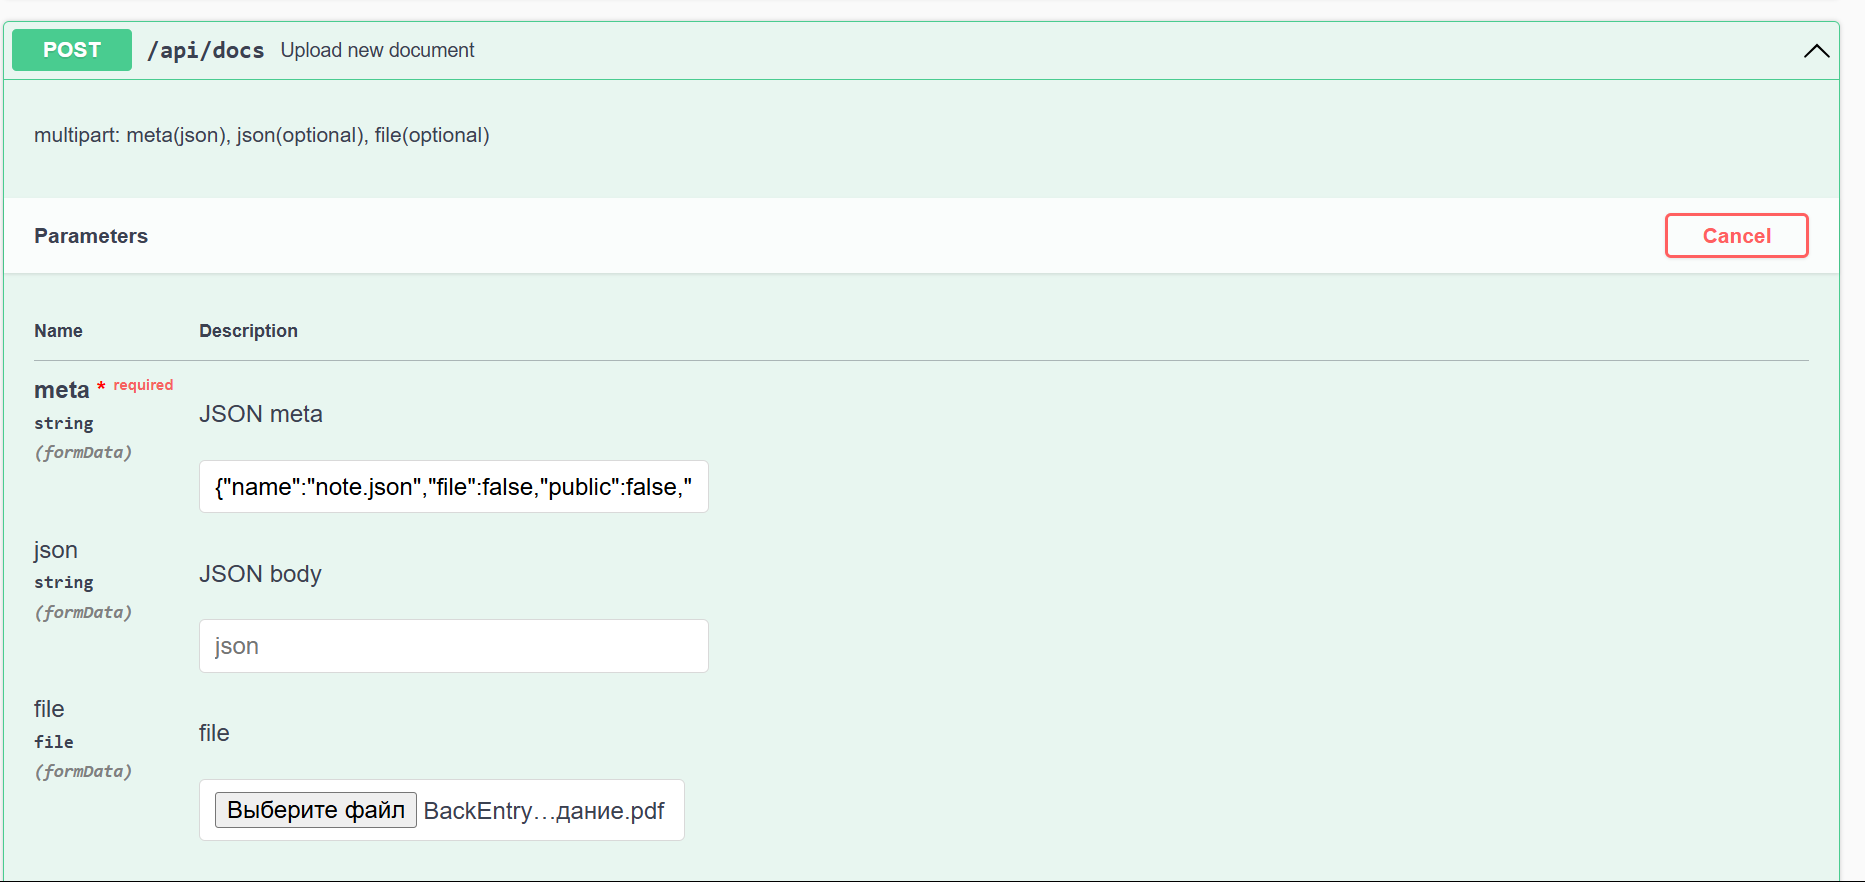 POST /api/docs Upload new document
multipart: meta(json), json(optional), file(optional)
Parameters Cancel
Name Description
meta * required
string
(formData)
JSON meta
{"name":"note.json","file":false,"public":false,"
json
string
(formData)
JSON body
json
file
file
(formData)
file
Выберите файл BackEntry…дание.pdf